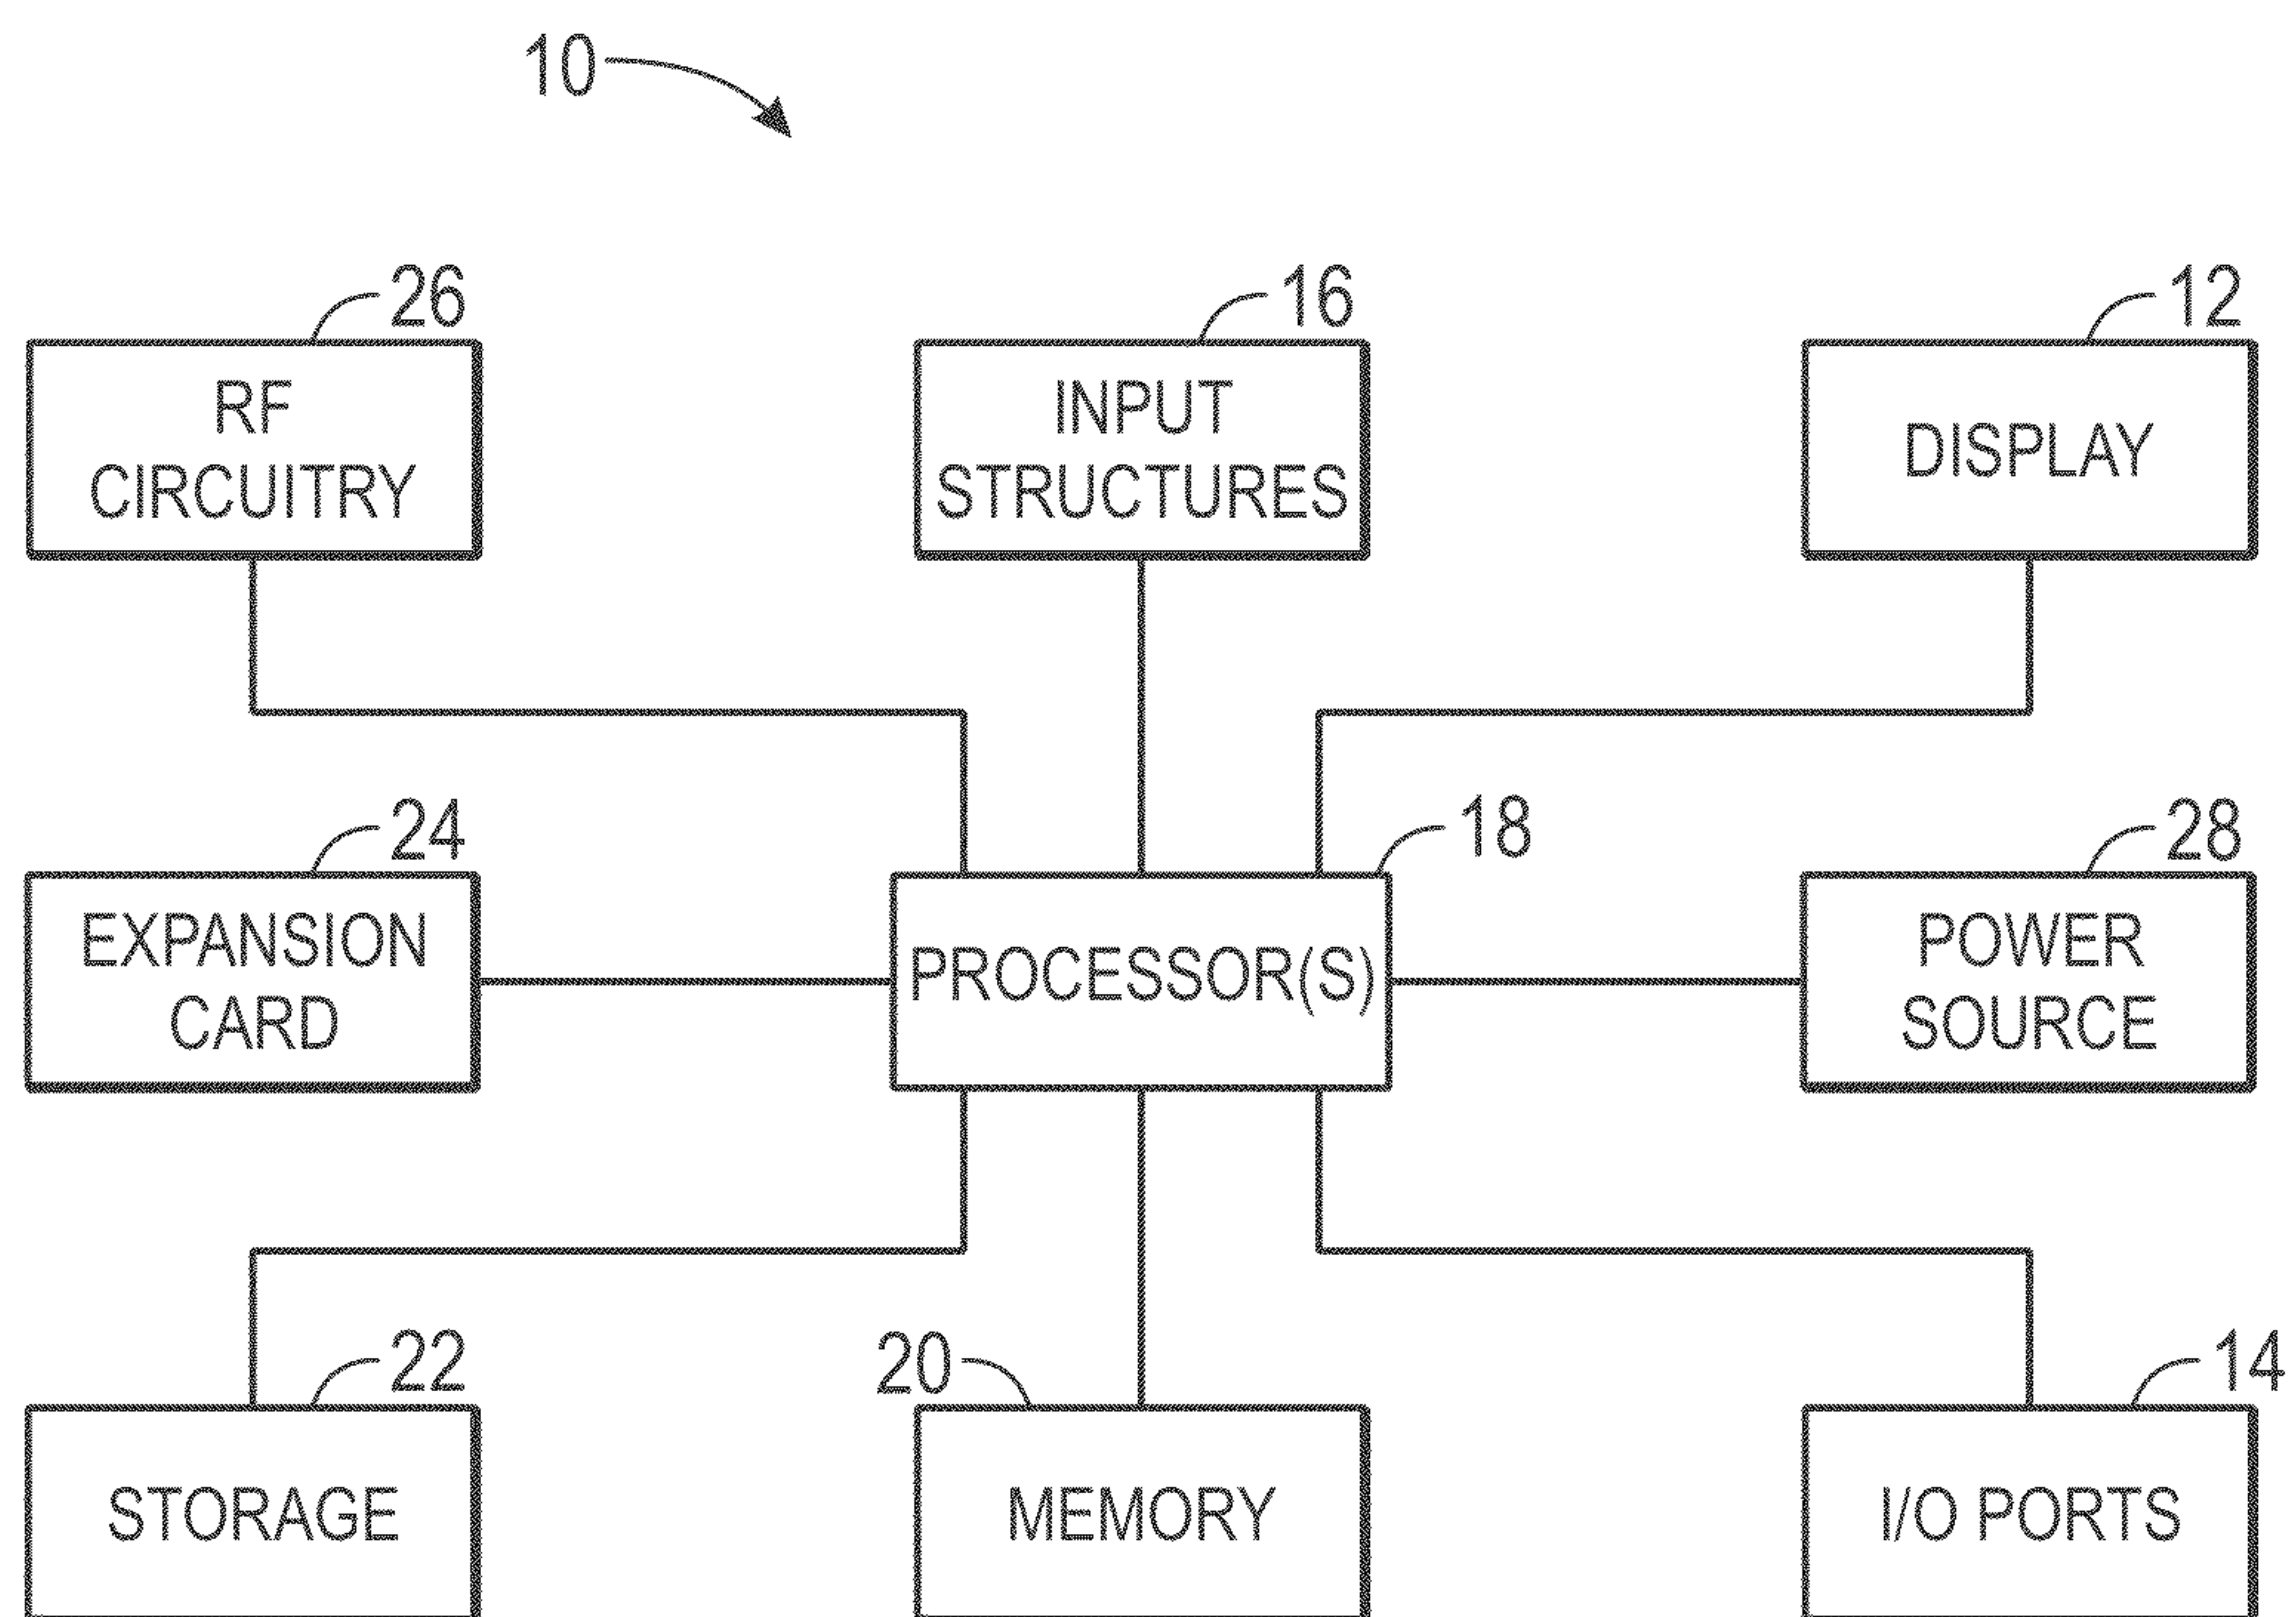 10
26
16
12
RF
CIRCUITRY
INPUT
STRUCTURES
DISPLAY
24
18
28
EXPANSION
CARD
PROCESSOR(S)
POWER
SOURCE
22
20
14
STORAGE
MEMORY
I/O PORTS